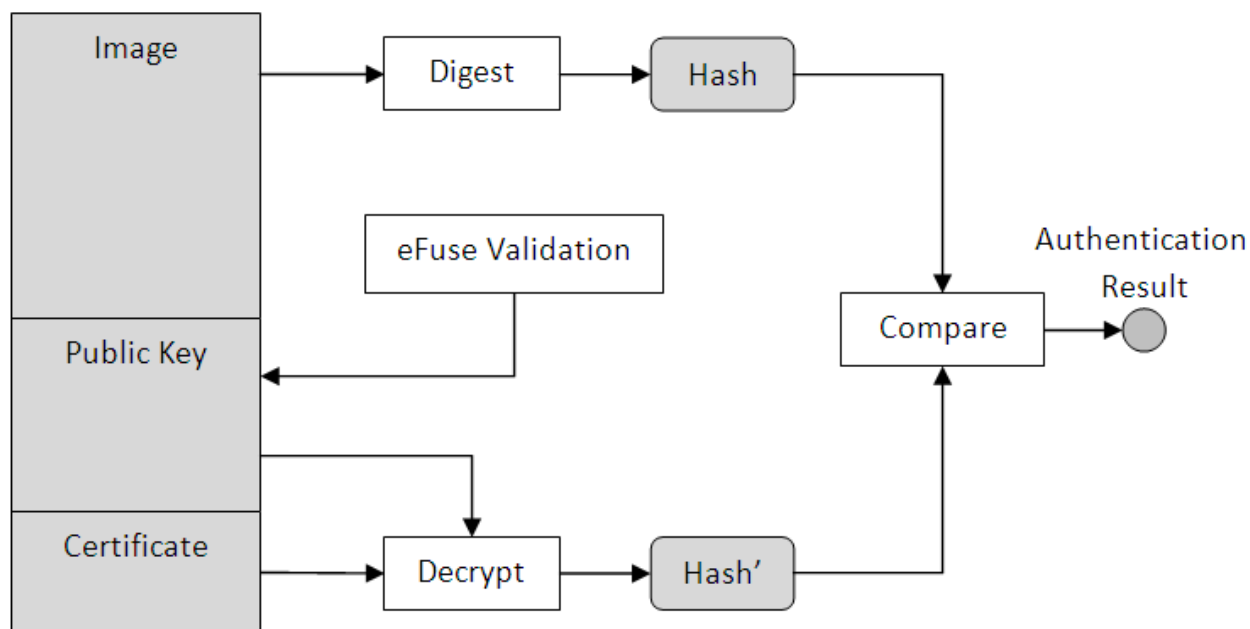 Image
Digest
Hash
eFuse Validation
Authentication
Result
Compare
Public Key
Certificate
Decrypt
Hash’